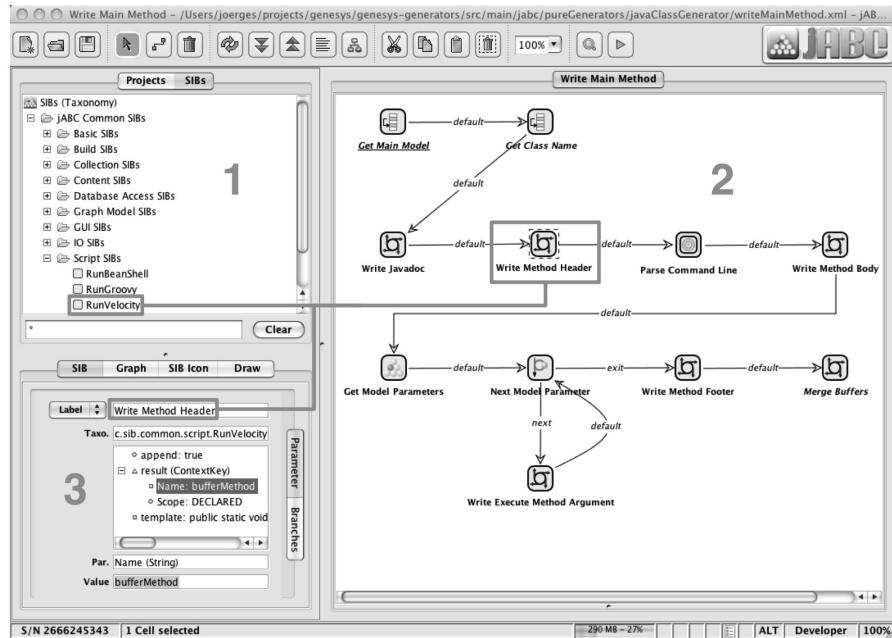 Write Main Method – /Users/joerges/projects/genesys/genesys-generators/src/main/jabc/pureGenerators/javaClassGenerator/writeMainMethod.xml – jAB...
100%
jABC
Projects
SIBs
SIBs (Taxonomy)
jABC Common SIBs
Basic SIBs
Build SIBs
Collection SIBs
Content SIBs
Database Access SIBs
Graph Model SIBs
GUI SIBs
IO SIBs
Script SIBs
RunBeanShell
RunGroovy
RunVelocity
1
*
Clear
SIB
Graph
SIB Icon
Draw
Label
Write Method Header
Taxo.
c.sib.common.script.RunVelocity
append: true
result (ContextKey)
Name: bufferMethod
Scope: DECLARED
template: public static void
3
Parameter
Branches
Par.
Name (String)
Value
bufferMethod
Write Main Method
2
Get Main Model
default
Get Class Name
default
Write Javadoc
default
Write Method Header
default
Parse Command Line
default
Write Method Body
default
Get Model Parameters
default
Next Model Parameter
exit
Write Method Footer
default
Merge Buffers
next
default
Write Execute Method Argument
S/N 2666245343
1 Cell selected
290 MB – 27%
ALT
Developer
100%